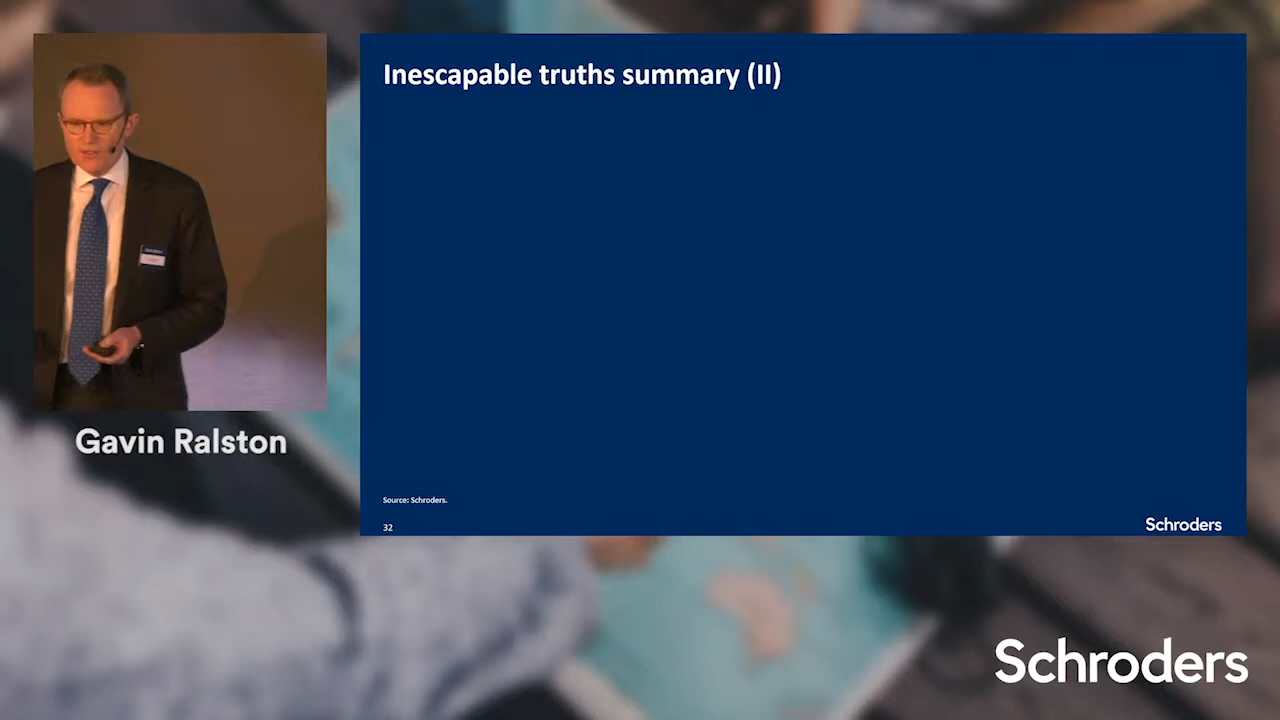 Inescapable truths summary (II)
Gavin Ralston
Source: Schroders.
32
Schroders
Schroders